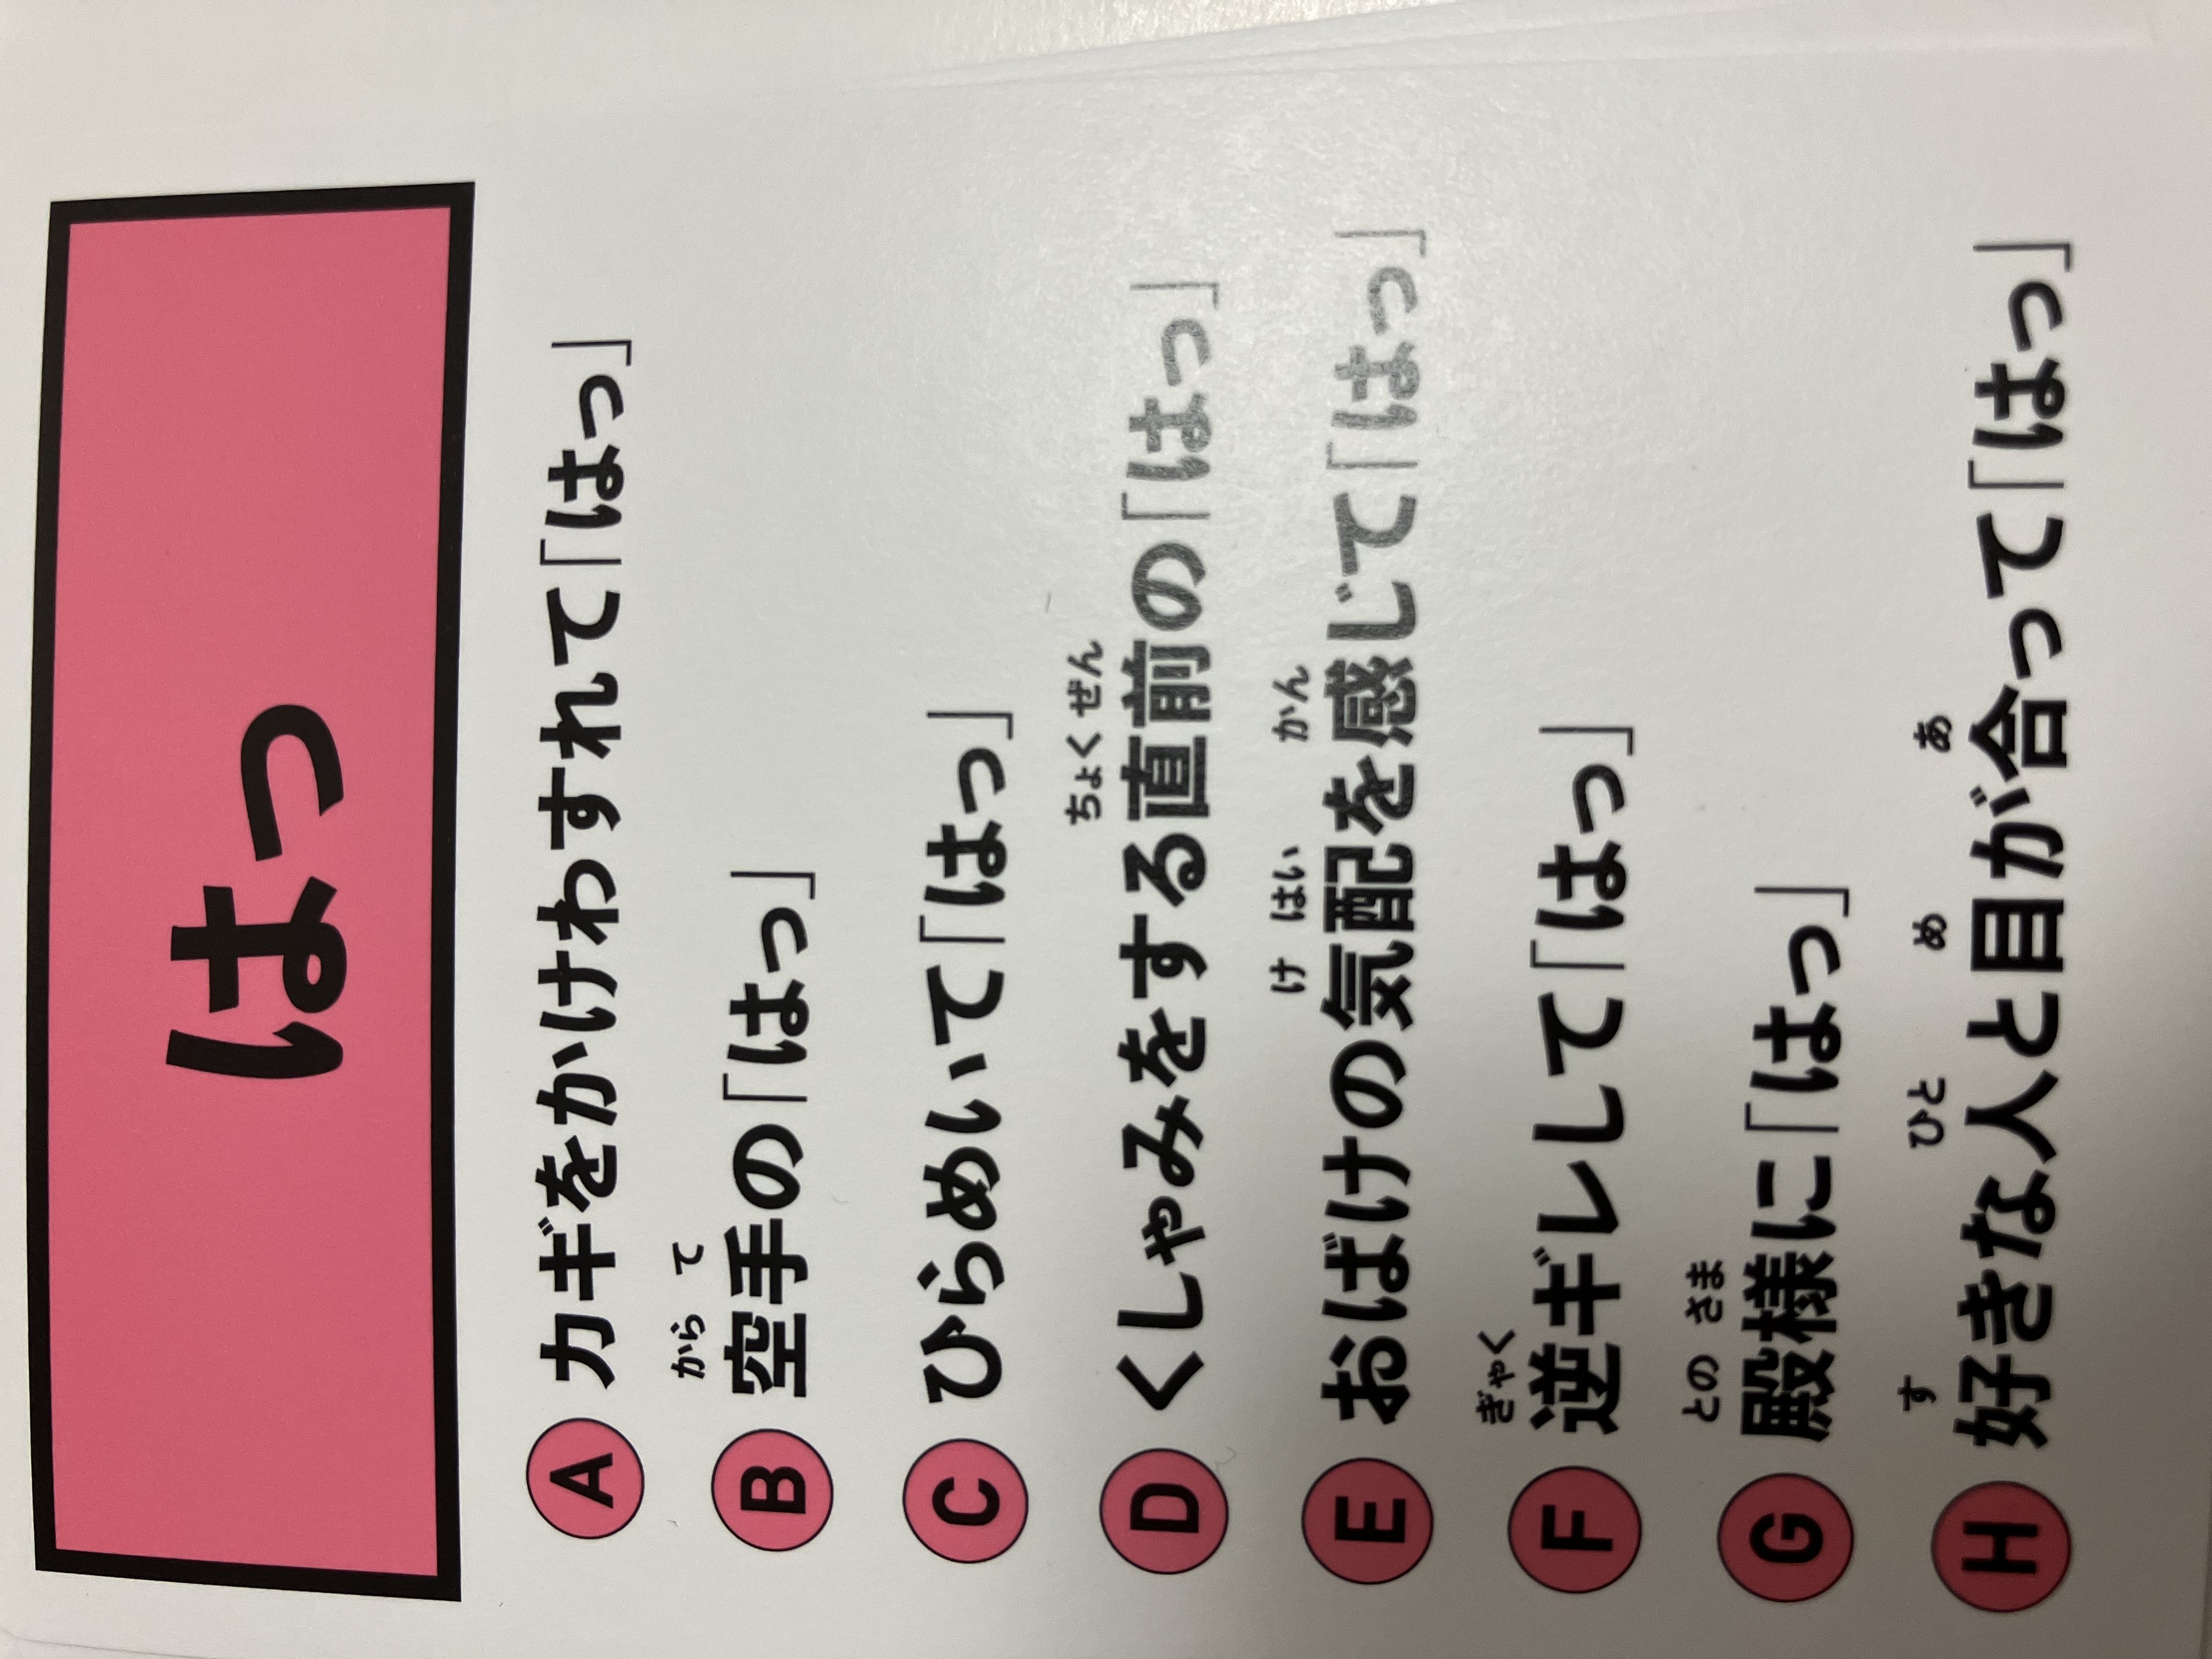 はっ
A カギをかけわすれて「はっ」
から て
B 空手の「はっ」
C ひらめいて「はっ」
ちょく ぜん
D くしゃみをする直前の「はっ」
け はい かん
E おばけの気配を感じて「はっ」
ぎゃく
F 逆ギレして「はっ」
との さま
G 殿様に「はっ」
す ひと め あ
H 好きな人と目が合って「はっ」